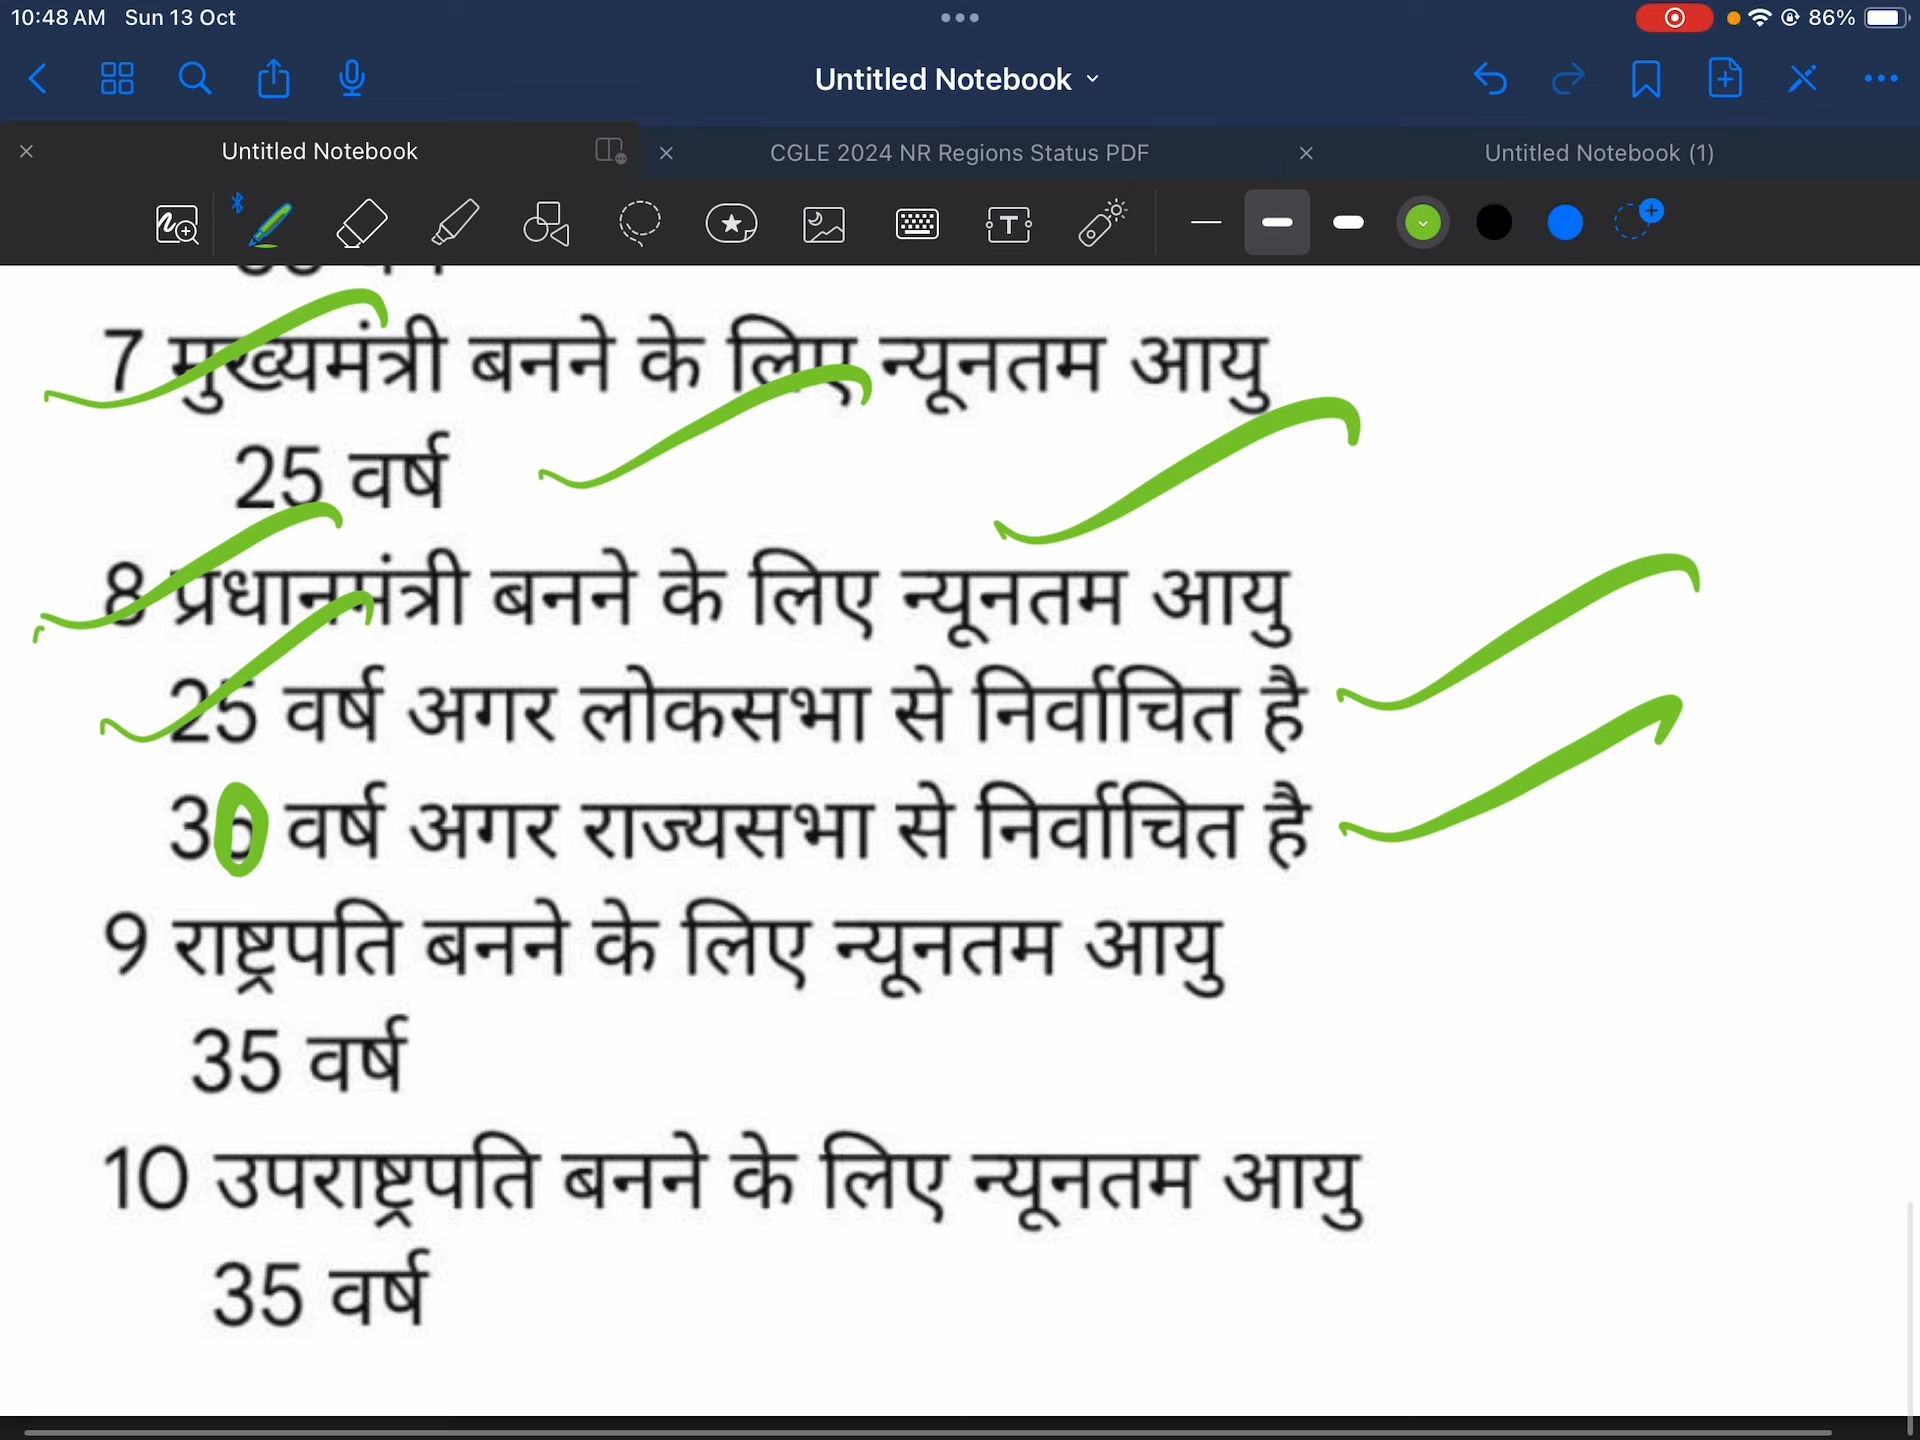 10:48 AM Sun 13 Oct
86%
Untitled Notebook
Untitled Notebook
CGLE 2024 NR Regions Status PDF
Untitled Notebook (1)
7 मुख्यमंत्री बनने के लिए न्यूनतम आयु
25 वर्ष
8 प्रधानमंत्री बनने के लिए न्यूनतम आयु
25 वर्ष अगर लोकसभा से निर्वाचित है
30 वर्ष अगर राज्यसभा से निर्वाचित है
9 राष्ट्रपति बनने के लिए न्यूनतम आयु
35 वर्ष
10 उपराष्ट्रपति बनने के लिए न्यूनतम आयु
35 वर्ष